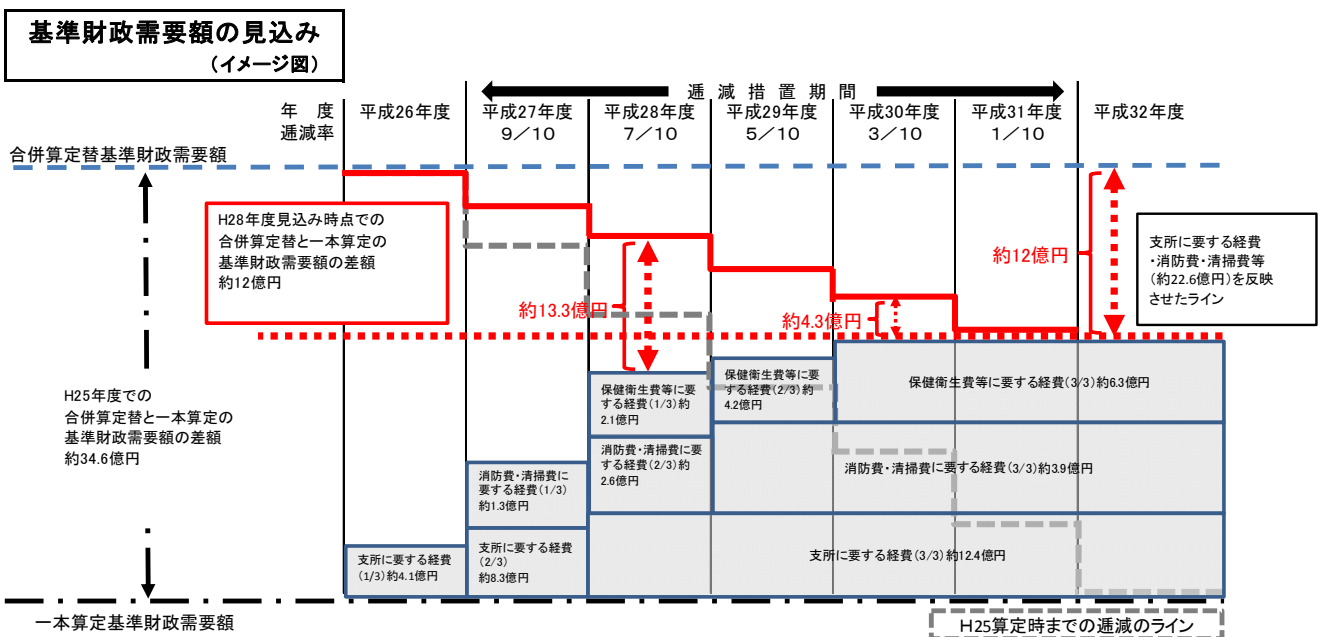 基準財政需要額の見込み
(イメージ図)
逓減措置期間
年度 平成26年度 平成27年度 平成28年度 平成29年度 平成30年度 平成31年度 平成32年度
逓減率 9／10 7／10 5／10 3／10 1／10
合併算定替基準財政需要額
H28年度見込み時点での
合併算定替と一本算定の
基準財政需要額の差額
約12億円
約13.3億円
約4.3億円
約12億円
支所に要する経費
・消防費・清掃費等
(約22.6億円)を反映
させたライン
H25年度での
合併算定替と一本算定の
基準財政需要額の差額
約34.6億円
保健衛生費等に要
する経費(1/3)約
2.1億円
保健衛生費等に要
する経費(2/3)約
4.2億円
保健衛生費等に要する経費(3/3)約6.3億円
消防費・清掃費に
要する経費(1/3)
約1.3億円
消防費・清掃費に要
する経費(2/3)約
2.6億円
消防費・清掃費に要する経費(3/3)約3.9億円
支所に要する経費
(1/3)約4.1億円
支所に要する経費
(2/3)
約8.3億円
支所に要する経費(3/3)約12.4億円
一本算定基準財政需要額
H25算定時までの逓減のライン